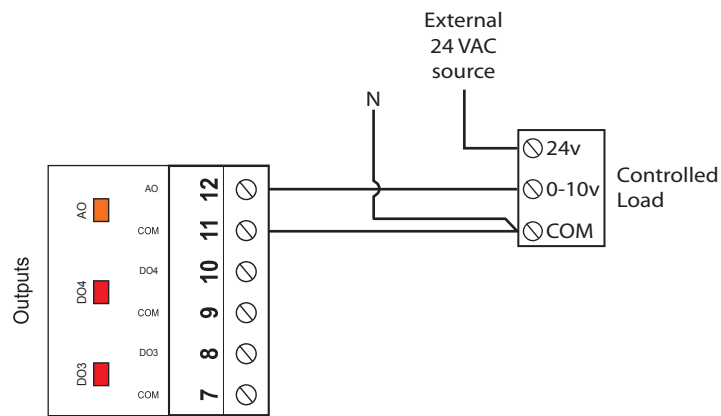 External
24 VAC
source
N
24v
0-10v
COM
Controlled
Load
Outputs
AO
DO4
DO3
AO 12
COM 11
DO4 10
COM 9
DO3 8
COM 7